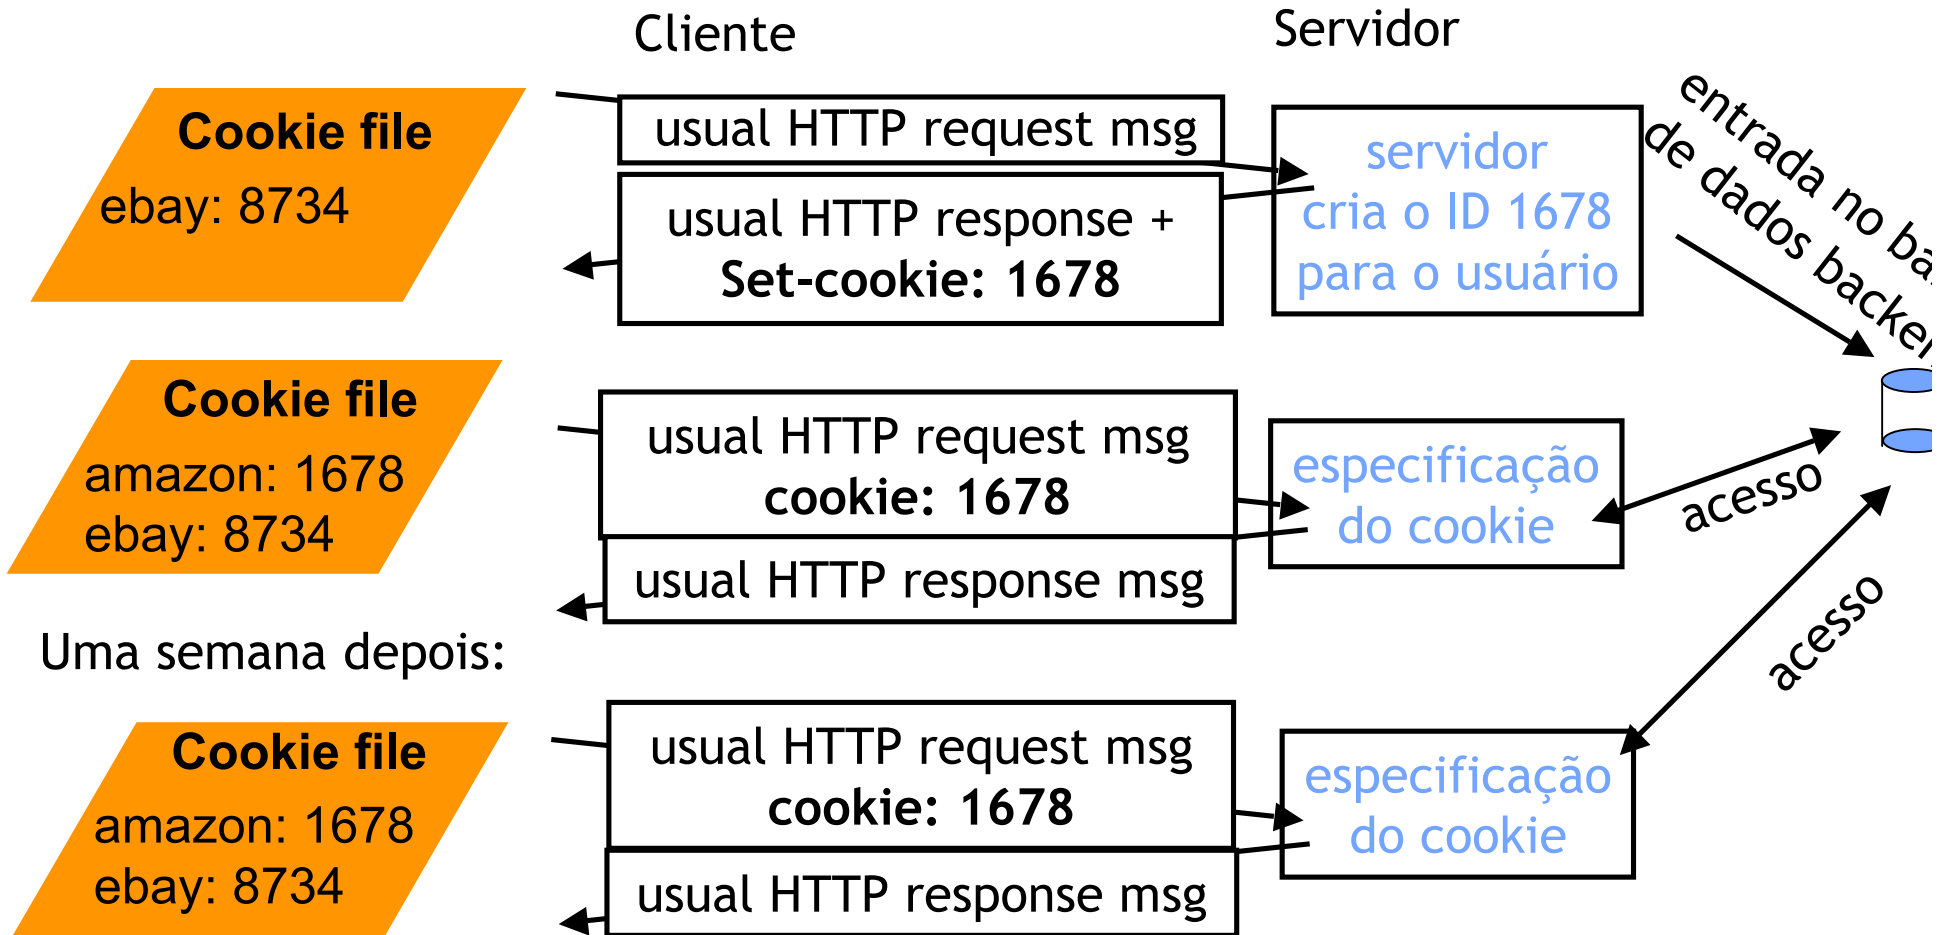 Cliente
Servidor
Cookie file
ebay: 8734
usual HTTP request msg
usual HTTP response +
Set-cookie: 1678
servidor
cria o ID 1678
para o usuário
entrada no
de dados
Cookie file
amazon: 1678
ebay: 8734
usual HTTP request msg
cookie: 1678
usual HTTP response msg
especificação
do cookie
acesso
acesso
Uma semana depois:
Cookie file
amazon: 1678
ebay: 8734
usual HTTP request msg
cookie: 1678
usual HTTP response msg
especificação
do cookie